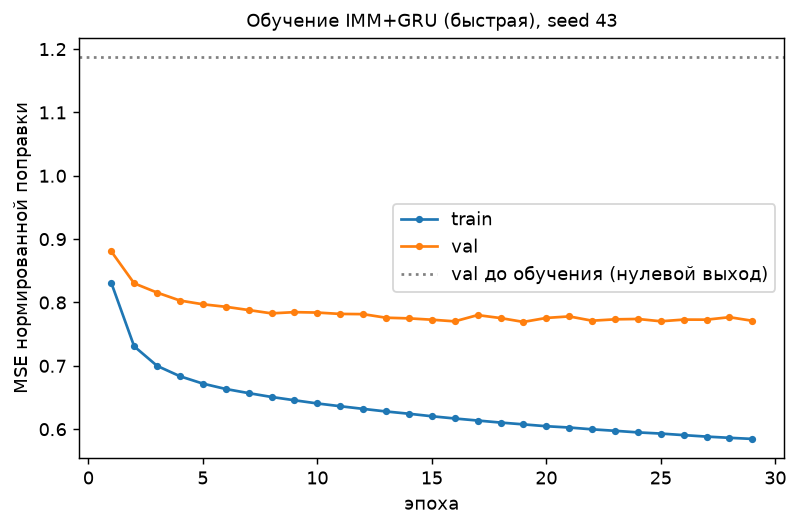 Обучение IMM+GRU (быстрая), seed 43
MSE нормированной поправки
1.2
1.1
1.0
0.9
0.8
0.7
0.6
train
val
val до обучения (нулевой выход)
0 5 10 15 20 25 30
эпоха